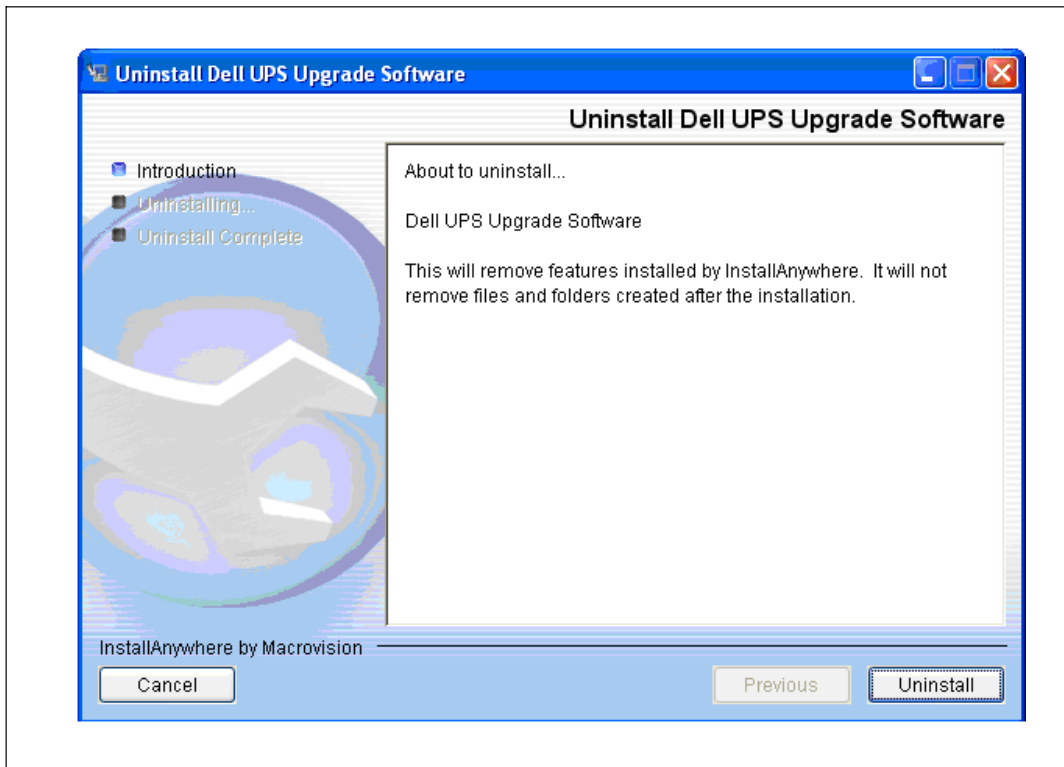 Uninstall Dell UPS Upgrade Software
Uninstall Dell UPS Upgrade Software
Introduction
Uninstalling...
Uninstall Complete
About to uninstall...
Dell UPS Upgrade Software
This will remove features installed by InstallAnywhere. It will not
remove files and folders created after the installation.
InstallAnywhere by Macrovision
Cancel
Previous
Uninstall